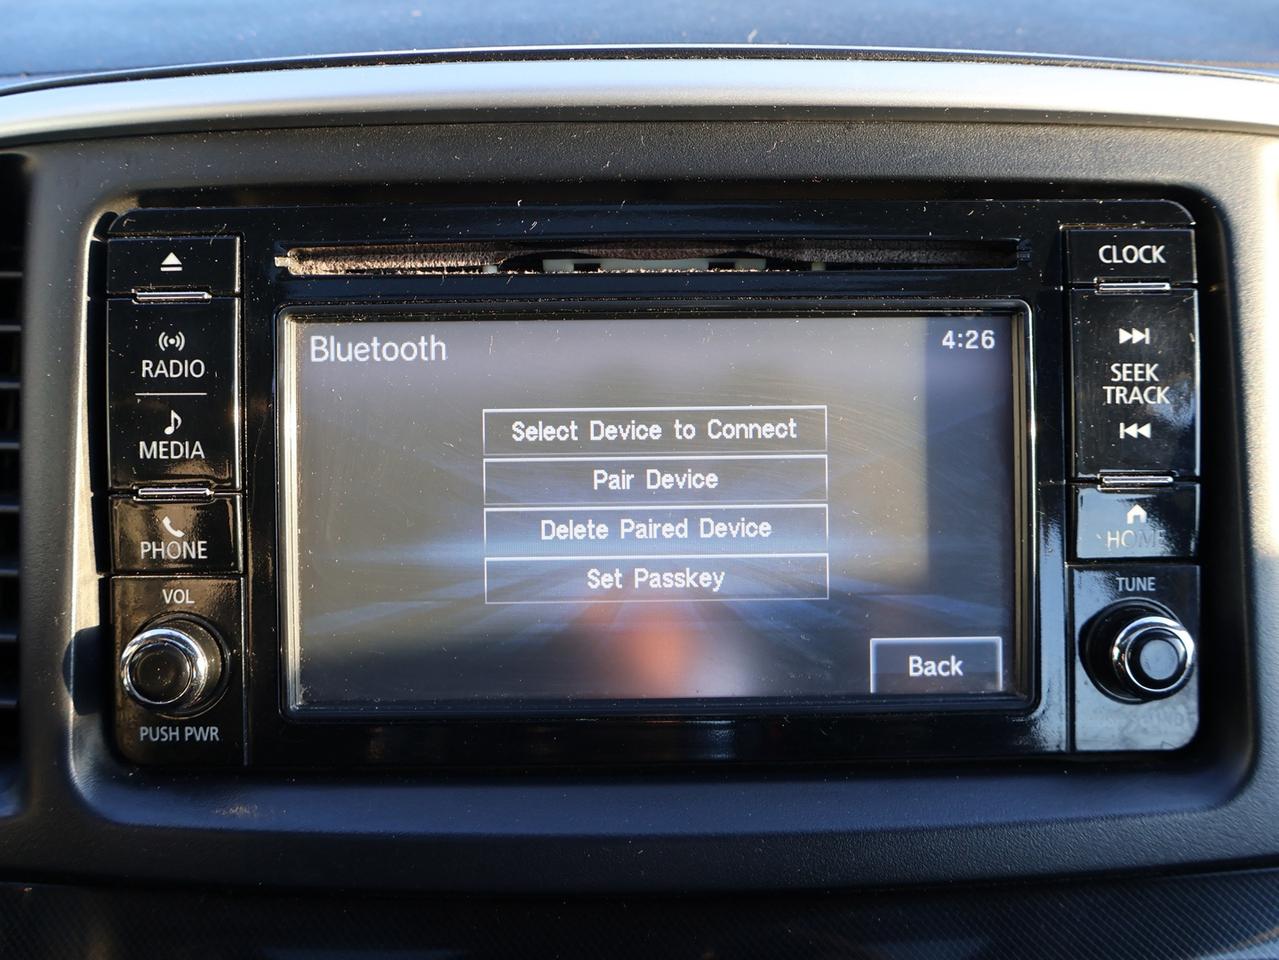 CLOCK
RADIO
MEDIA
PHONE
VOL
PUSH PWR
Bluetooth
4:26
Select Device to Connect
Pair Device
Delete Paired Device
Set Passkey
Back
SEEK
TRACK
HOME
TUNE